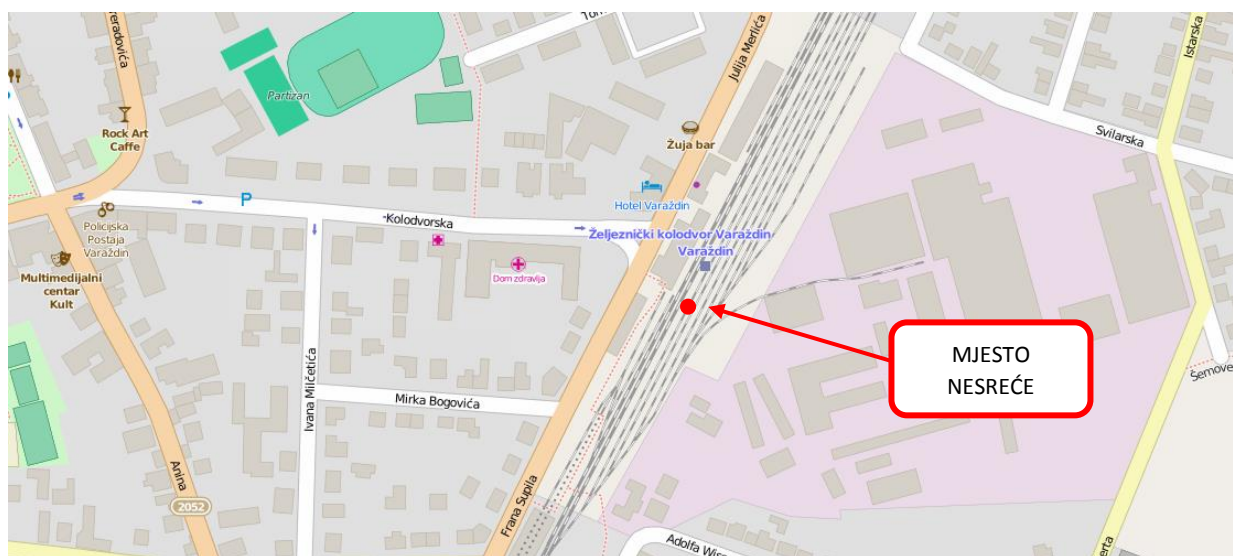 Julija Merlića
Istarska
Partizan
Rock Art
Caffe
Žuja bar
Svilarska
P
Hotel Varaždin
Kolodvorska
Policijska
Postaja
Varaždin
Željeznički kolodvor Varaždin
Varaždin
Multimedijalni
centar
Kult
Dom zdravlja
MJESTO
NESREĆE
Ivana Milčetića
Mirka Bogovića
Anina
2052
Frana Supila